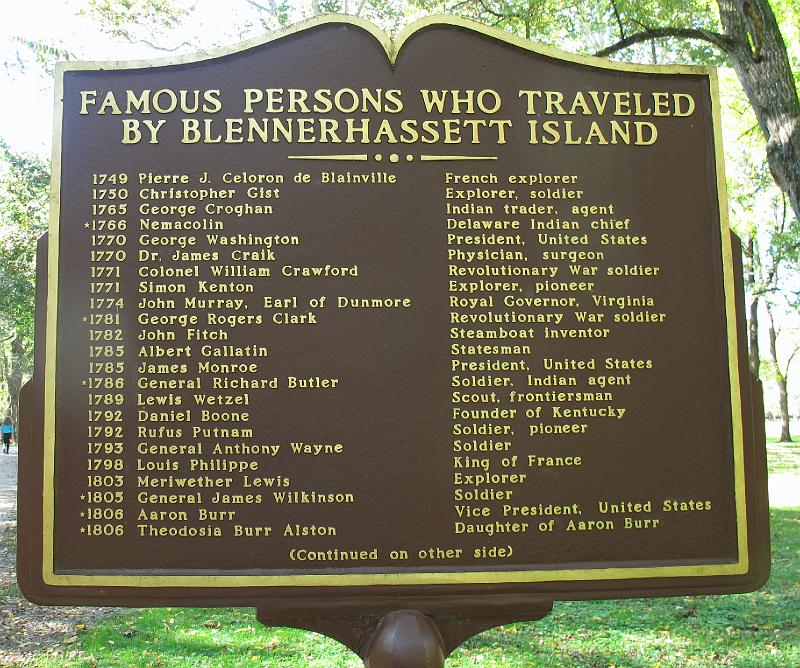 FAMOUS PERSONS WHO TRAVELED
BY BLENNERHASSETT ISLAND
1749 Pierre J. Celoron de Blainville French explorer
1750 Christopher Gist Explorer, soldier
1765 George Croghan Indian trader, agent
*1766 Nemacolin Delaware Indian chief
1770 George Washington President, United States
1770 Dr. James Craik Physician, surgeon
1771 Colonel William Crawford Revolutionary War soldier
1771 Simon Kenton Explorer, pioneer
1774 John Murray, Earl of Dunmore Royal Governor, Virginia
*1781 George Rogers Clark Revolutionary War soldier
1782 John Fitch Steamboat inventor
1785 Albert Gallatin Statesman
1785 James Monroe President, United States
*1786 General Richard Butler Soldier, Indian agent
1789 Lewis Wetzel Scout, frontiersman
1792 Daniel Boone Founder of Kentucky
1792 Rufus Putnam Soldier, pioneer
1793 General Anthony Wayne Soldier
1798 Louis Philippe King of France
1803 Meriwether Lewis Explorer
*1805 General James Wilkinson Soldier
*1806 Aaron Burr Vice President, United States
*1806 Theodosia Burr Alston Daughter of Aaron Burr
(Continued on other side)